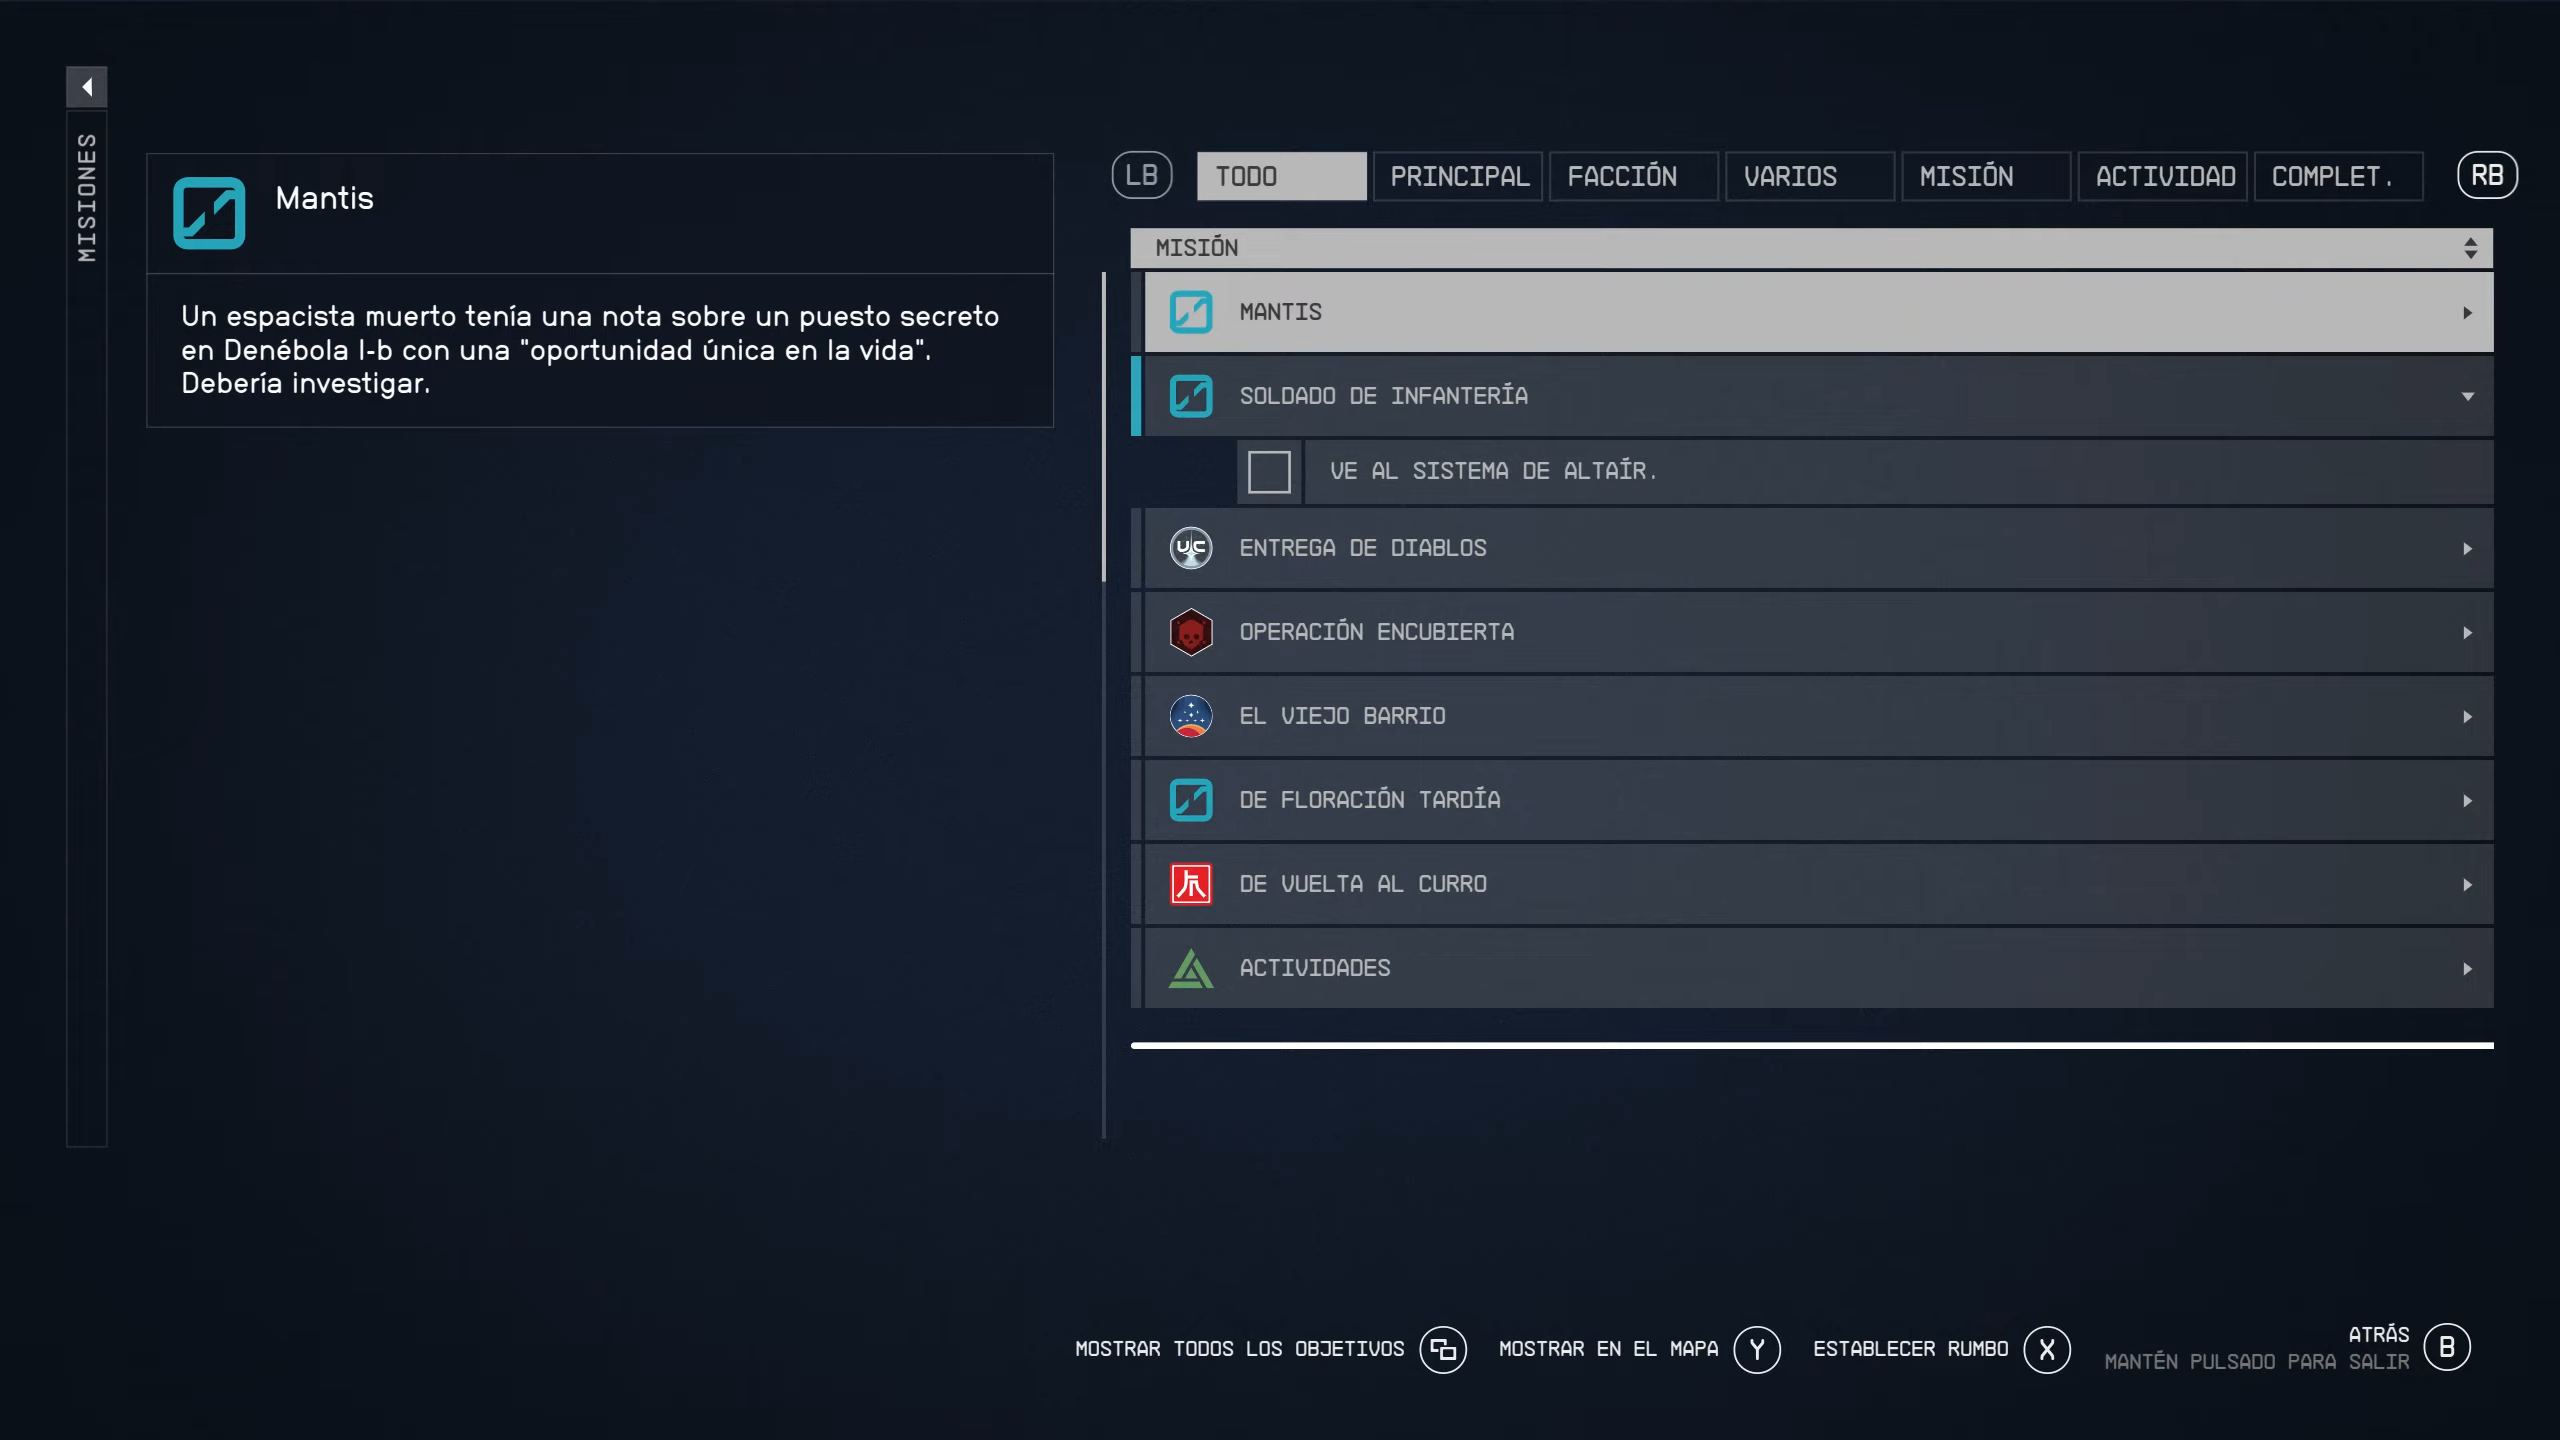 MISIONES
Mantis
Un espacista muerto tenía una nota sobre un puesto secreto
en Denébola I-b con una "oportunidad única en la vida".
Debería investigar.
LB TODO PRINCIPAL FACCIÓN VARIOS MISIÓN ACTIVIDAD COMPLET. RB
MISIÓN
MANTIS
SOLDADO DE INFANTERÍA
VE AL SISTEMA DE ALTAÍR.
UC ENTREGA DE DIABLOS
OPERACIÓN ENCUBIERTA
EL VIEJO BARRIO
DE FLORACIÓN TARDÍA
DE VUELTA AL CURRO
ACTIVIDADES
MOSTRAR TODOS LOS OBJETIVOS MOSTRAR EN EL MAPA Y ESTABLECER RUMBO X ATRÁS B
MANTÉN PULSADO PARA SALIR